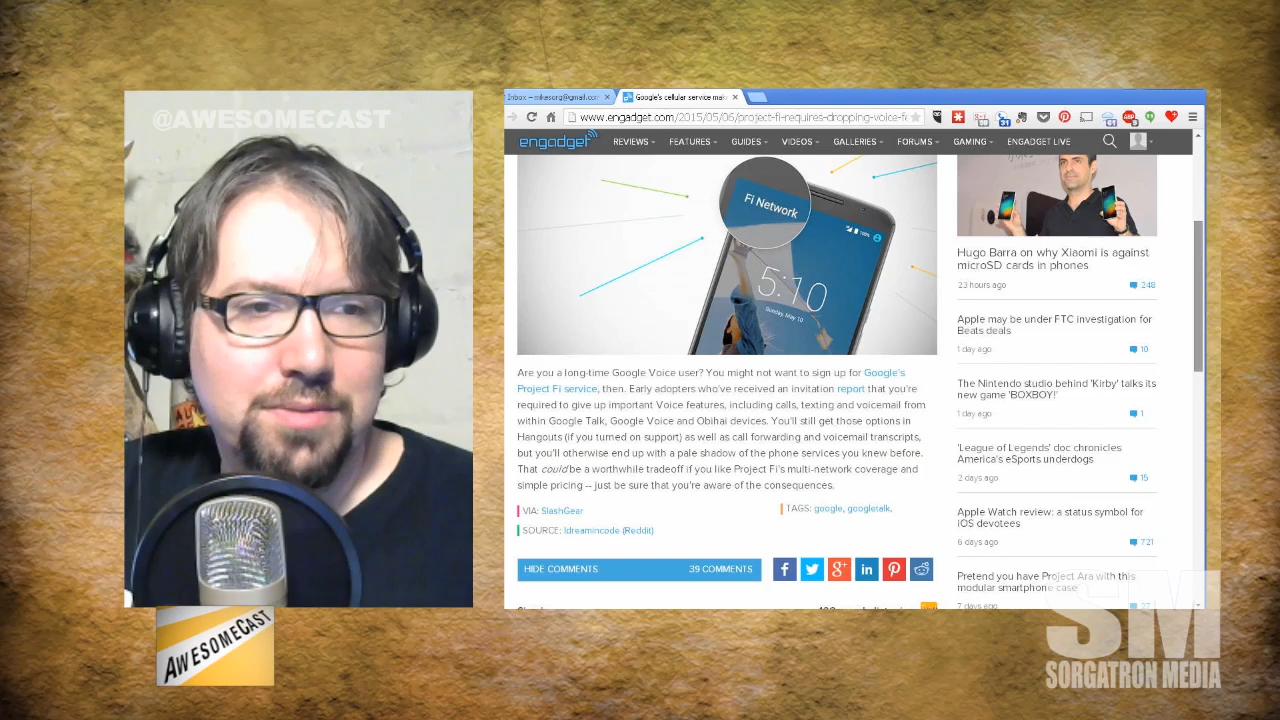 @AWESOMECAST
Inbox – mikesorg@gmail.com
Google's cellular service mak
www.engadget.com/2015/05/06/project-fi-requires-dropping-voice-fe
engadget
REVIEWS
FEATURES
GUIDES
VIDEOS
GALLERIES
FORUMS
GAMING
ENGADGET LIVE
Fi Network
100%
5:10
Sunday, May 10
Are you a long-time Google Voice user? You might not want to sign up for Google's
Project Fi service, then. Early adopters who've received an invitation report that you're
required to give up important Voice features, including calls, texting and voicemail from
within Google Talk, Google Voice and Obihai devices. You'll still get those options in
Hangouts (if you turned on support) as well as call forwarding and voicemail transcripts,
but you'll otherwise end up with a pale shadow of the phone services you knew before.
That could be a worthwhile tradeoff if you like Project Fi's multi-network coverage and
simple pricing -- just be sure that you're aware of the consequences.
VIA: SlashGear
TAGS: google, googletalk,
SOURCE: Idreamincode (Reddit)
HIDE COMMENTS
39 COMMENTS
Hugo Barra on why Xiaomi is against
microSD cards in phones
23 hours ago
248
Apple may be under FTC investigation for
Beats deals
1 day ago
10
The Nintendo studio behind 'Kirby' talks its
new game 'BOXBOY!'
1 day ago
1
'League of Legends' doc chronicles
America's eSports underdogs
2 days ago
15
Apple Watch review: a status symbol for
iOS devotees
6 days ago
721
Pretend you have Project Ara with this
modular smartphone case
7 days ago
27
AWESOMECAST
SM
SORGATRON MEDIA